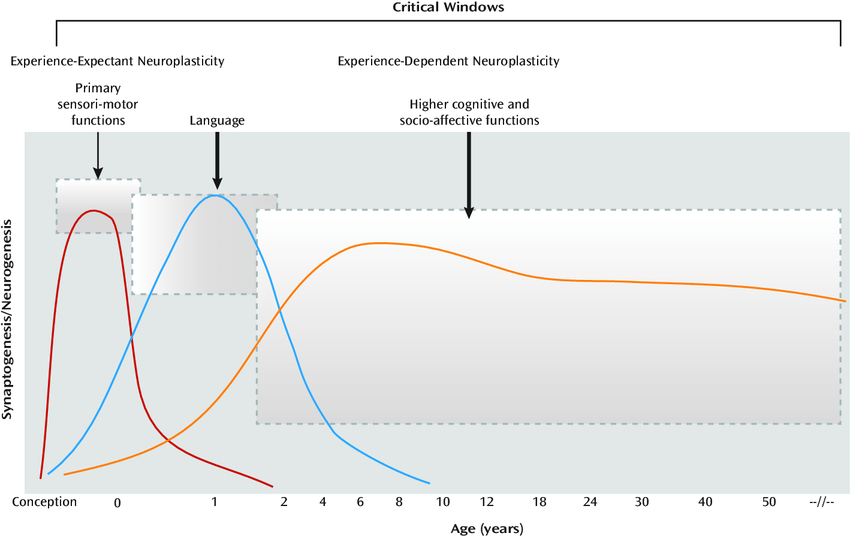 Critical Windows
Experience-Expectant Neuroplasticity
Experience-Dependent Neuroplasticity
Primary
sensori-motor
functions
Language
Higher cognitive and
socio-affective functions
Synaptogenesis/Neurogenesis
Conception 0 1 2 4 6 8 10 12 18 24 30 40 50 --//--
Age (years)